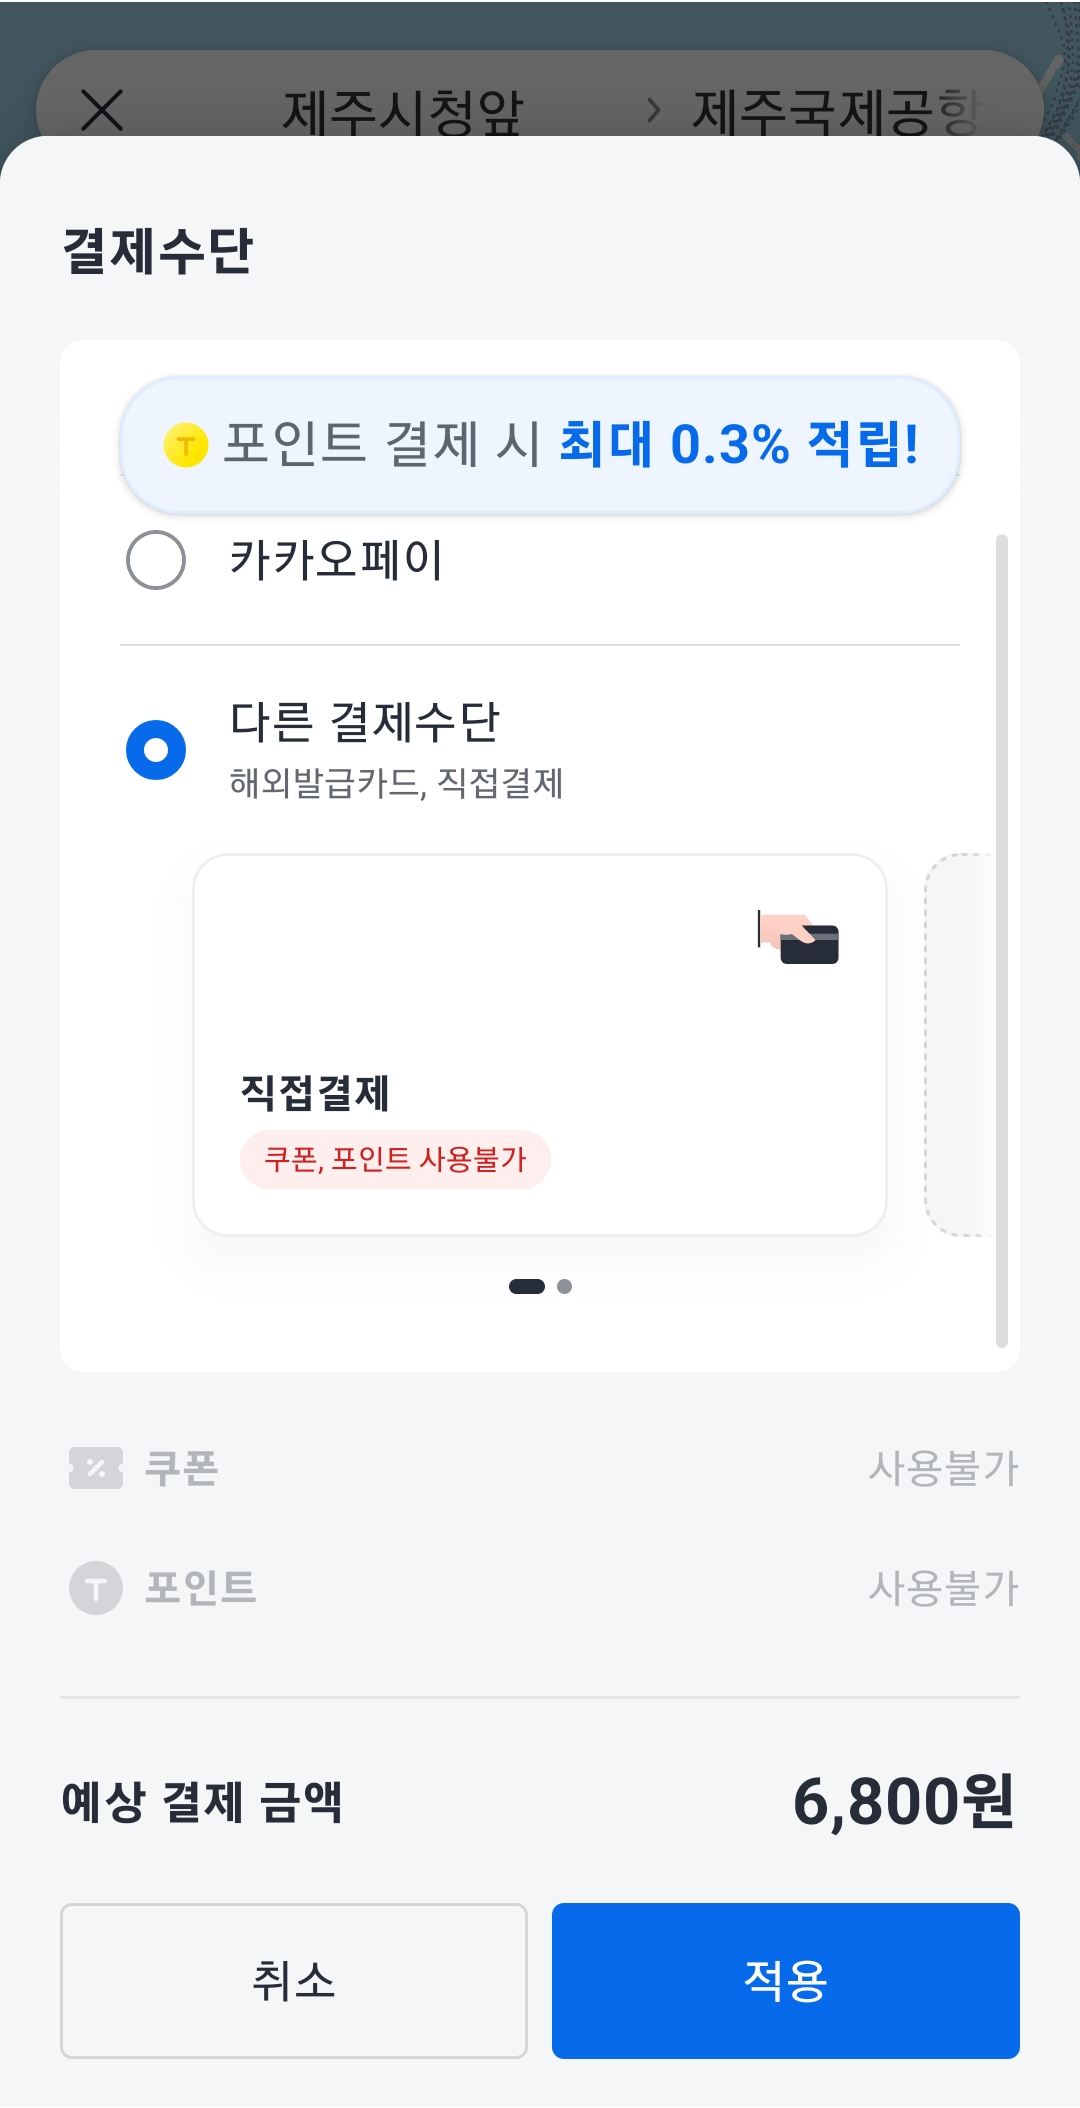 제주시청앞 > 제주국제공항
결제수단
T 포인트 결제 시 최대 0.3% 적립!
카카오페이
다른 결제수단
해외발급카드, 직접결제
직접결제
쿠폰, 포인트 사용불가
쿠폰 사용불가
T 포인트 사용불가
예상 결제 금액 6,800원
취소 적용